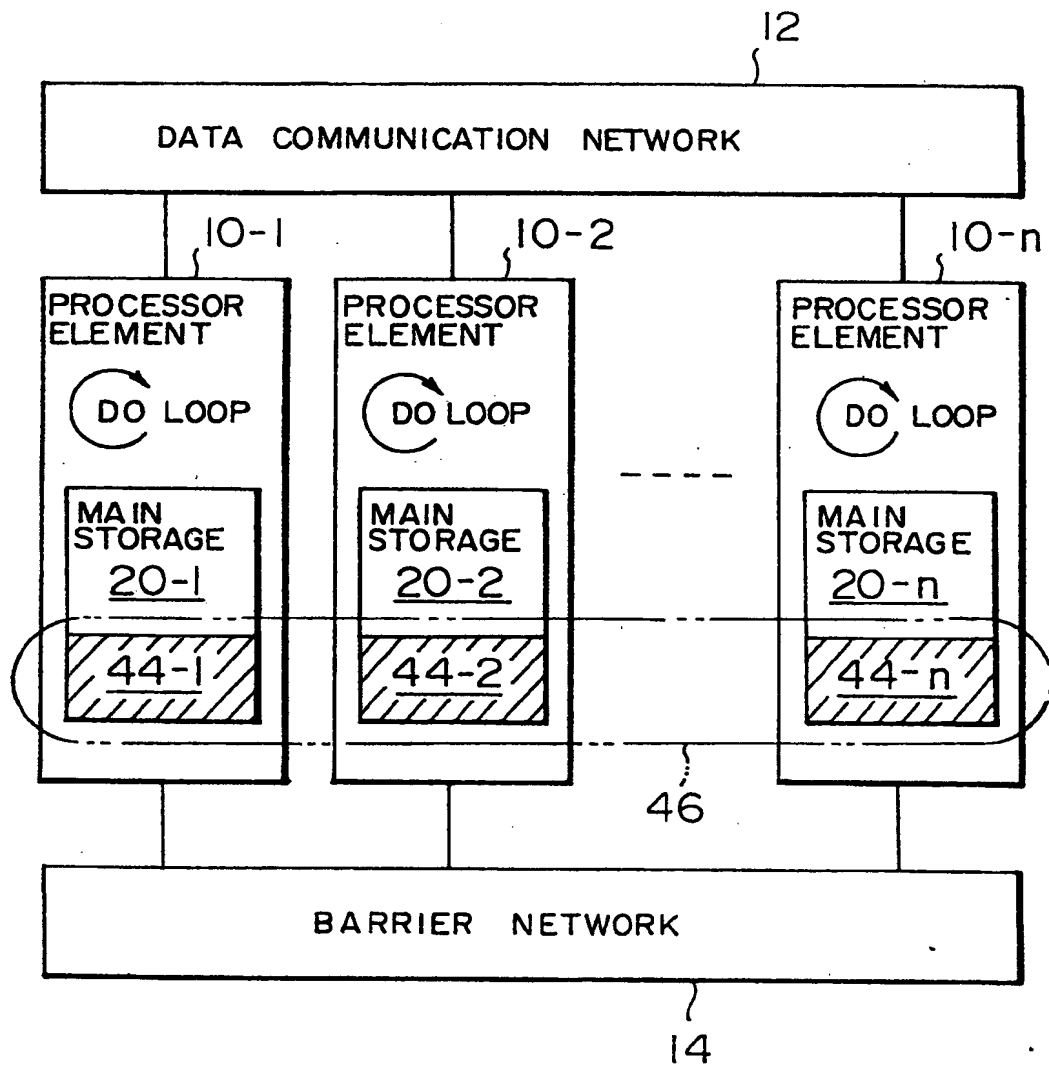 12
DATA COMMUNICATION NETWORK
10-1
10-2
10-n
PROCESSOR
ELEMENT
DO LOOP
MAIN
STORAGE
20-1
44-1
PROCESSOR
ELEMENT
DO LOOP
MAIN
STORAGE
20-2
44-2
PROCESSOR
ELEMENT
DO LOOP
MAIN
STORAGE
20-n
44-n
46
BARRIER NETWORK
14